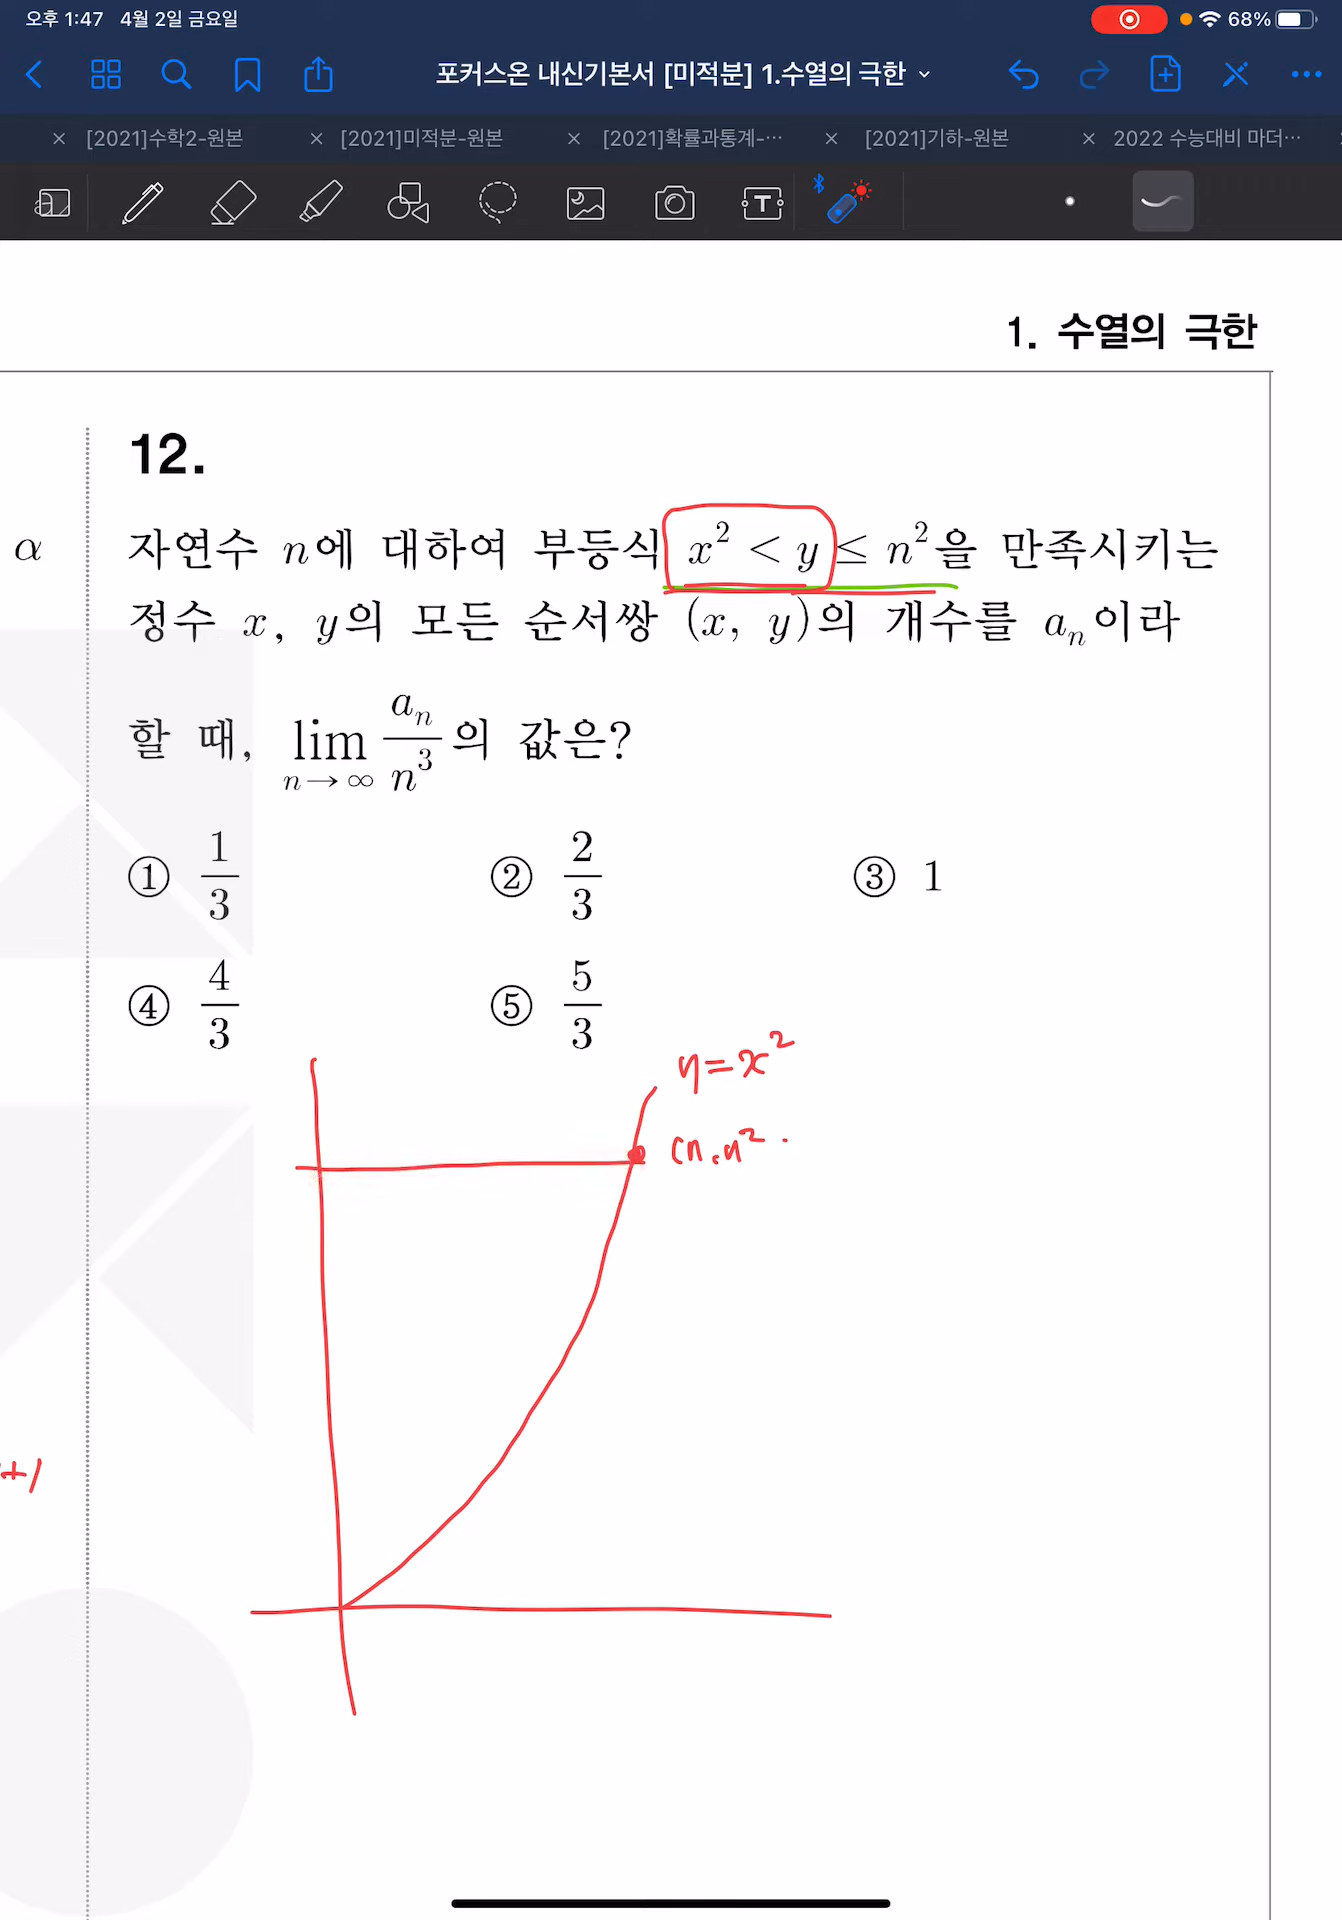 오후 1:47 4월 2일 금요일 68%
포커스온 내신기본서 [미적분] 1.수열의 극한
× [2021]수학2-원본 × [2021]미적분-원본 × [2021]확률과통계-··· × [2021]기하-원본 × 2022 수능대비 마더···
1. 수열의 극한
12.
α
자연수 n에 대하여 부등식 x² < y ≤ n²을 만족시키는
정수 x, y의 모든 순서쌍 (x, y)의 개수를 aₙ이라
할 때, lim n→∞ aₙ/n³의 값은?
① 1/3 ② 2/3 ③ 1
④ 4/3 ⑤ 5/3
y=x²
(n,n²
+1